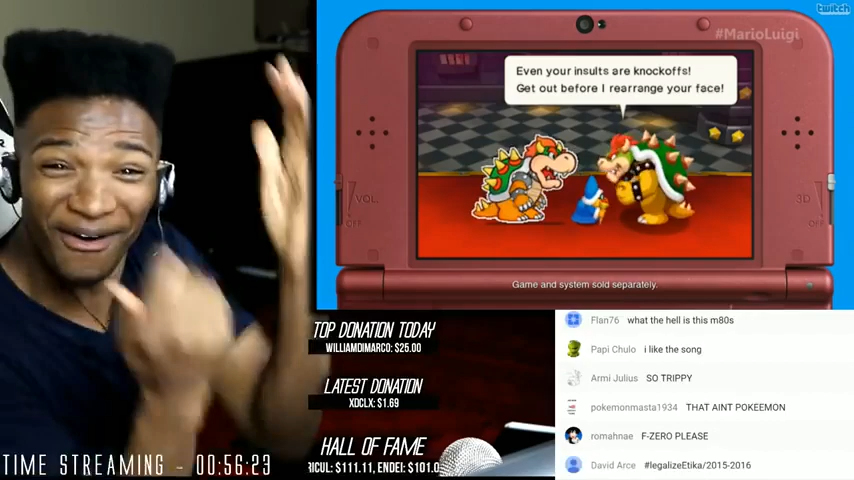 twitch
#MarioLuigi
Even your insults are knockoffs!
Get out before I rearrange your face!
VOL.
OFF
3D
OFF
Game and system sold separately.
TOP DONATION TODAY
WILLIAMDIMARCO: $25.00
LATEST DONATION
XDCLX: $1.69
HALL OF FAME
RICUL: $111.11, ENDEI: $101.0
TIME STREAMING - 00:56:23
Flan76 what the hell is this m80s
Papi Chulo i like the song
Armi Julius SO TRIPPY
pokemonmasta1934 THAT AINT POKEEMON
romahnae F-ZERO PLEASE
David Arce #legalizeEtika/2015-2016